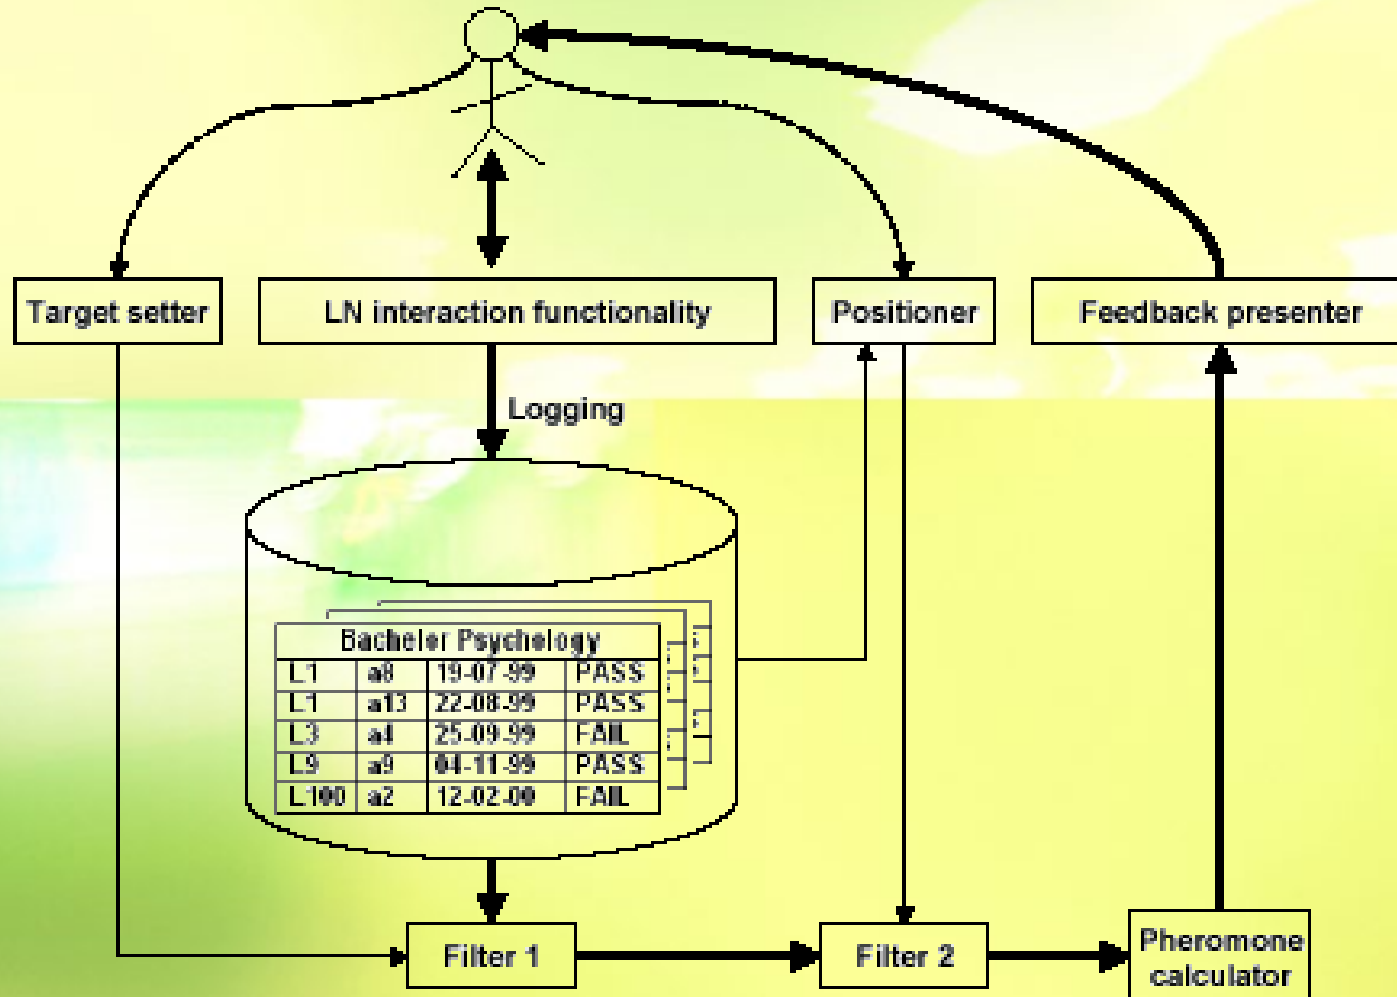 Target setter
LN interaction functionality
Positioner
Feedback presenter
Logging
Bachelor Psychology
L1 a8 19-07-99 PASS
L1 a13 22-08-99 PASS
L3 a4 25-09-99 FAIL
L9 a9 04-11-99 PASS
L100 a2 12-02-00 FAIL
Filter 1
Filter 2
Pheromone
calculator